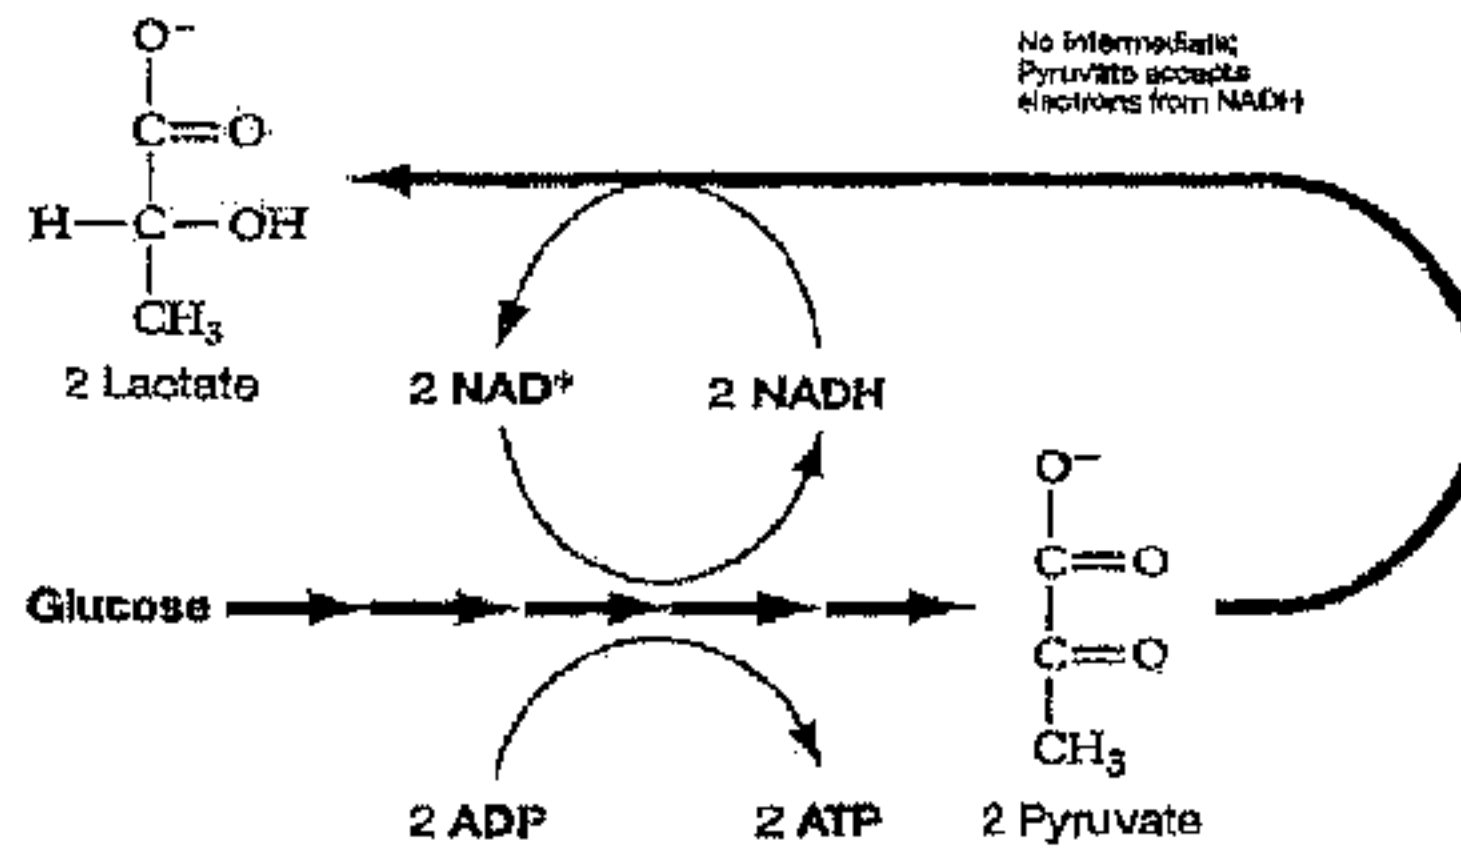 O−
C=O
H—C—OH
CH3
2 Lactate
No intermediate;
Pyruvate accepts
electrons from NADH
2 NAD+
2 NADH
O−
C=O
C=O
CH3
2 Pyruvate
Glucose
2 ADP
2 ATP